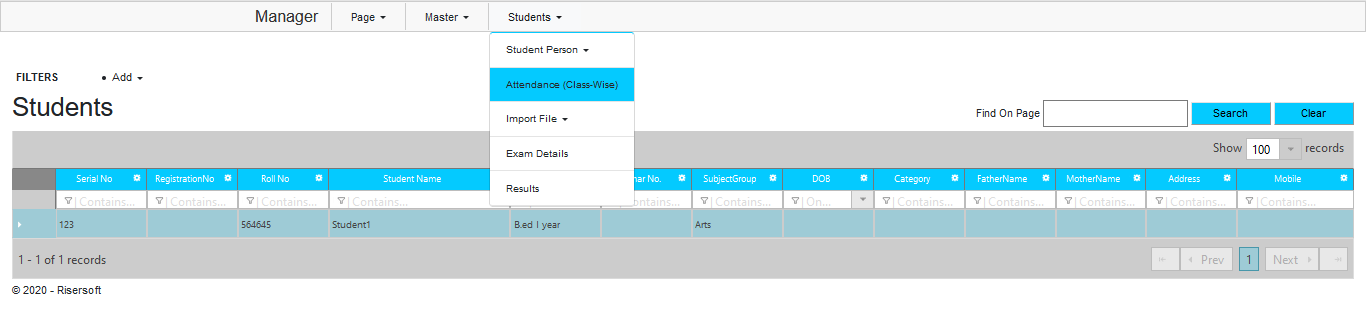 Manager Page Master Students
Student Person
Attendance (Class-Wise)
Import File
Exam Details
Results
FILTERS • Add
Students
Find On Page Search Clear
Show 100 records
Serial No RegistrationNo Roll No Student Name No. SubjectGroup DOB Category FatherName MotherName Address Mobile
Contains... Contains... Contains... Contains... Contains... Contains... On... Contains... Contains... Contains... Contains... Contains...
123 564645 Student1 B.ed I year Arts
1 - 1 of 1 records Prev 1 Next
© 2020 - Risersoft